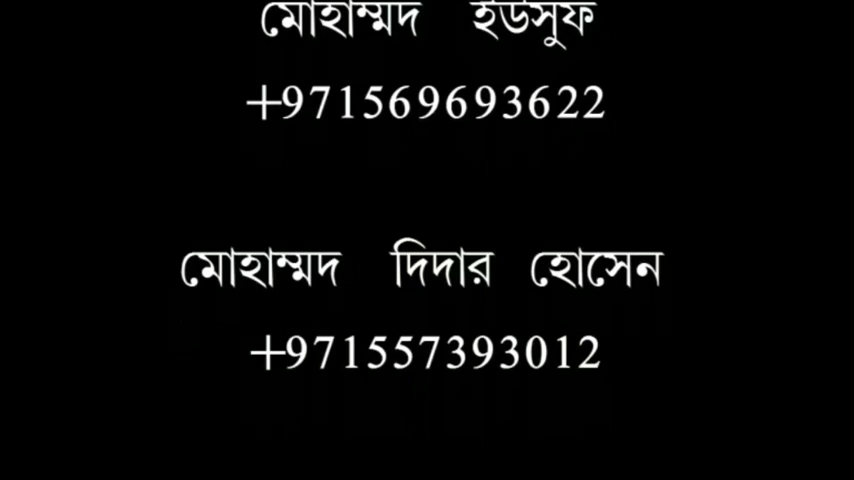 মোহাম্মদ ইউসুফ
+971569693622
মোহাম্মদ দিদার হোসেন
+971557393012